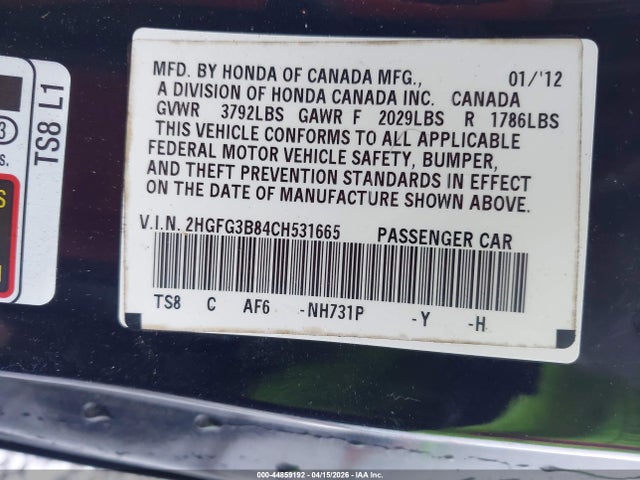 MFD. BY HONDA OF CANADA MFG., 01/'12
A DIVISION OF HONDA CANADA INC. CANADA
GVWR 3792LBS GAWR F 2029LBS R 1786LBS
THIS VEHICLE CONFORMS TO ALL APPLICABLE
FEDERAL MOTOR VEHICLE SAFETY, BUMPER,
AND THEFT PREVENTION STANDARDS IN EFFECT
ON THE DATE OF MANUFACTURE SHOWN ABOVE.
V.I.N. 2HGFG3B84CH531665 PASSENGER CAR
TS8 C AF6 -NH731P -Y -H
TS8 L1
3
s.
S
000-44859192 - 04/15/2026 - IAA Inc.